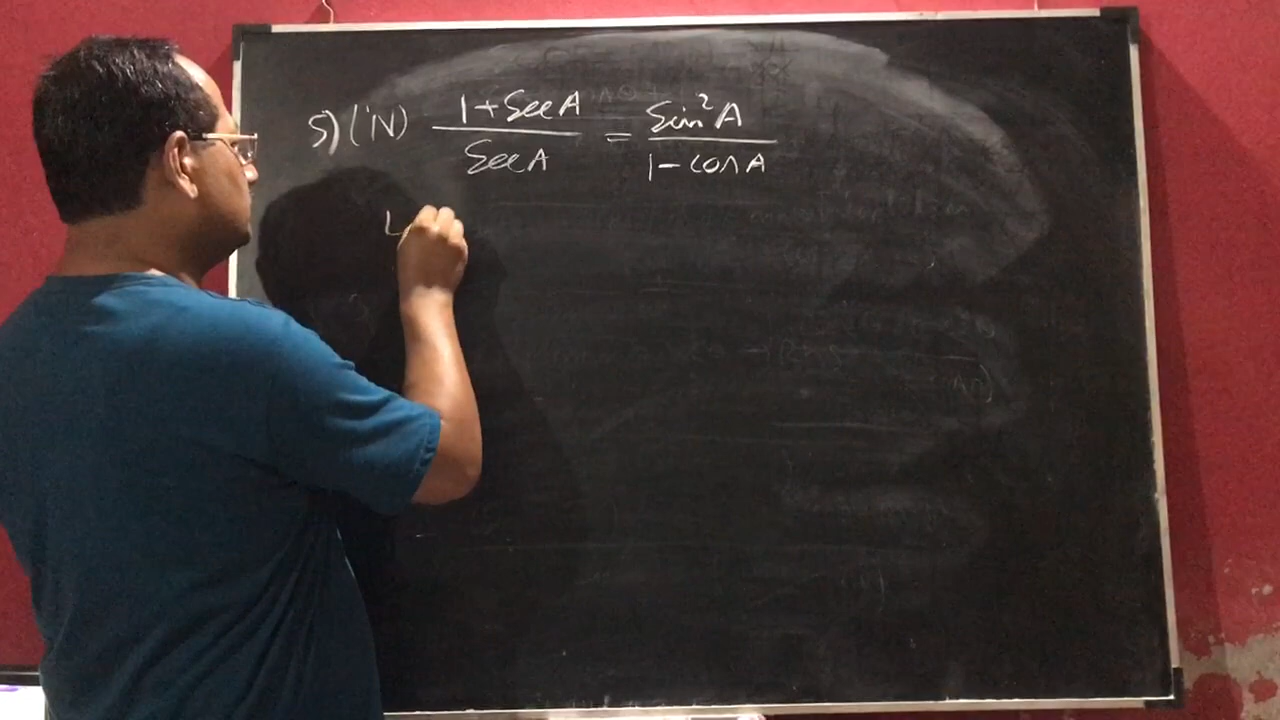 5) (iv) 1+SecA / SecA = Sin²A / 1-cosA
L